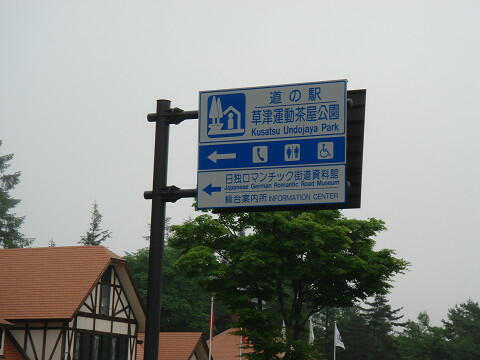 道の駅
草津運動茶屋公園
Kusatsu Undojaya Park
日独ロマンチック街道資料館
Japanese German Romantic Road Museum
総合案内所 INFORMATION CENTER